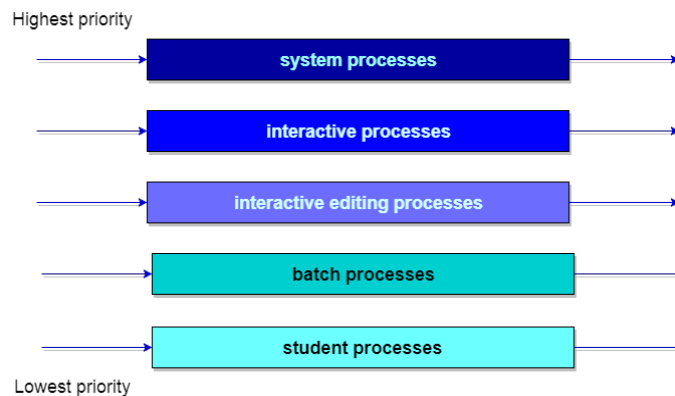 Highest priority
system processes
interactive processes
interactive editing processes
batch processes
student processes
Lowest priority